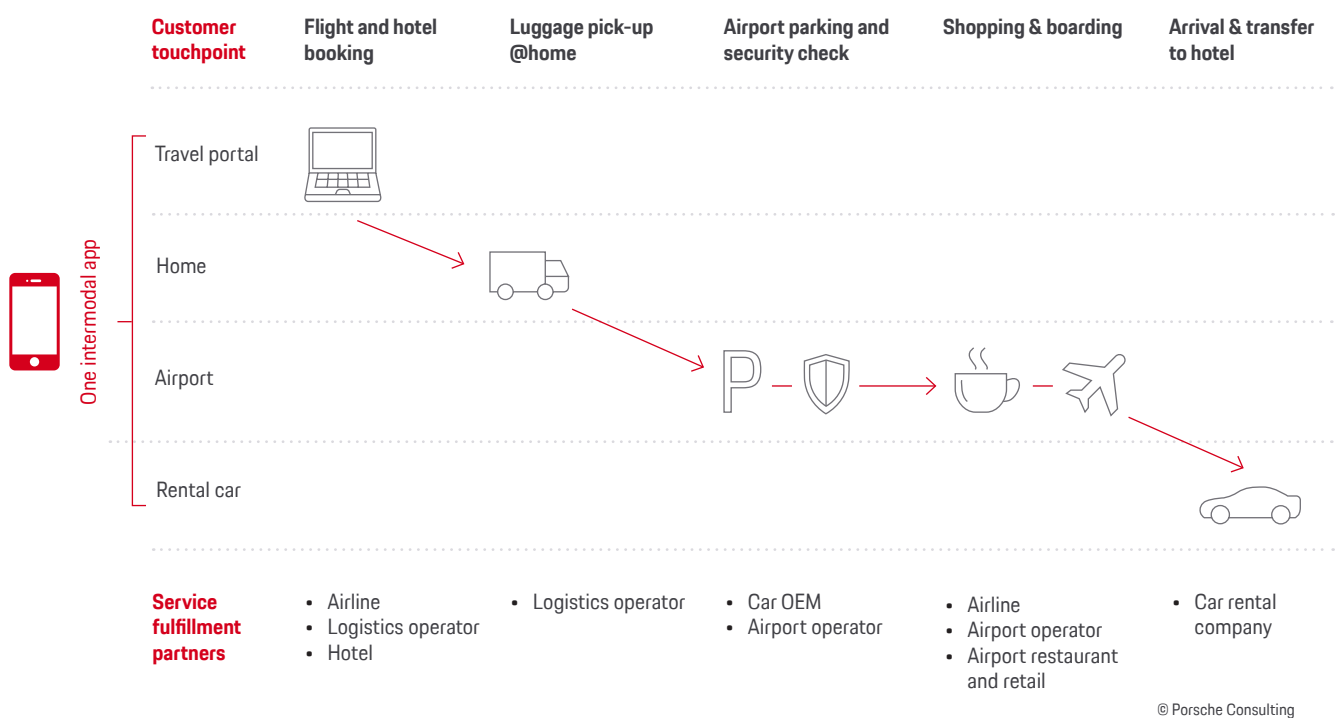 Customer
touchpoint
Flight and hotel
booking
Luggage pick-up
@home
Airport parking and
security check
Shopping & boarding
Arrival & transfer
to hotel
One intermodal app
Travel portal
Home
Airport
P
Rental car
Service
fulfillment
partners
• Airline
• Logistics operator
• Hotel
• Logistics operator
• Car OEM
• Airport operator
• Airline
• Airport operator
• Airport restaurant
and retail
• Car rental
company
© Porsche Consulting